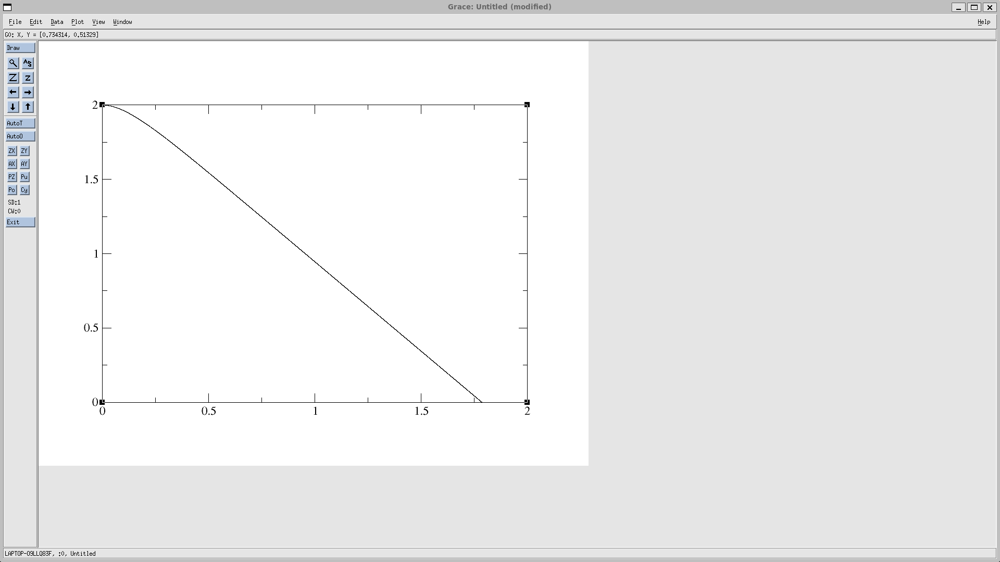 Grace: Untitled (modified)
File Edit Data Plot View Window Help
G0: X, Y = [0.734314, 0.51329]
Draw
AS
Z z
AutoT
AutoO
ZX ZY
AX AY
PZ Pu
Po Cy
SD:1
CW:0
Exit
2
1.5
1
0.5
0
0 0.5 1 1.5 2
LAPTOP-O9LLQ83F, :0, Untitled